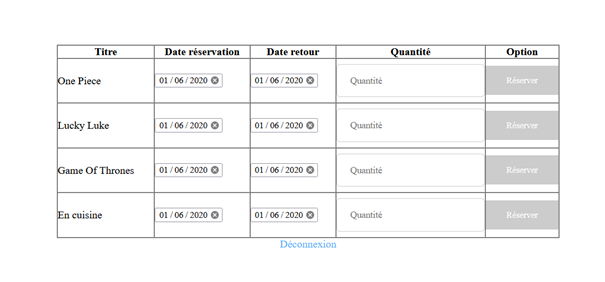 Titre Date réservation Date retour Quantité Option
One Piece 01 / 06 / 2020 01 / 06 / 2020 Quantité Réserver
Lucky Luke 01 / 06 / 2020 01 / 06 / 2020 Quantité Réserver
Game Of Thrones 01 / 06 / 2020 01 / 06 / 2020 Quantité Réserver
En cuisine 01 / 06 / 2020 01 / 06 / 2020 Quantité Réserver
Déconnexion